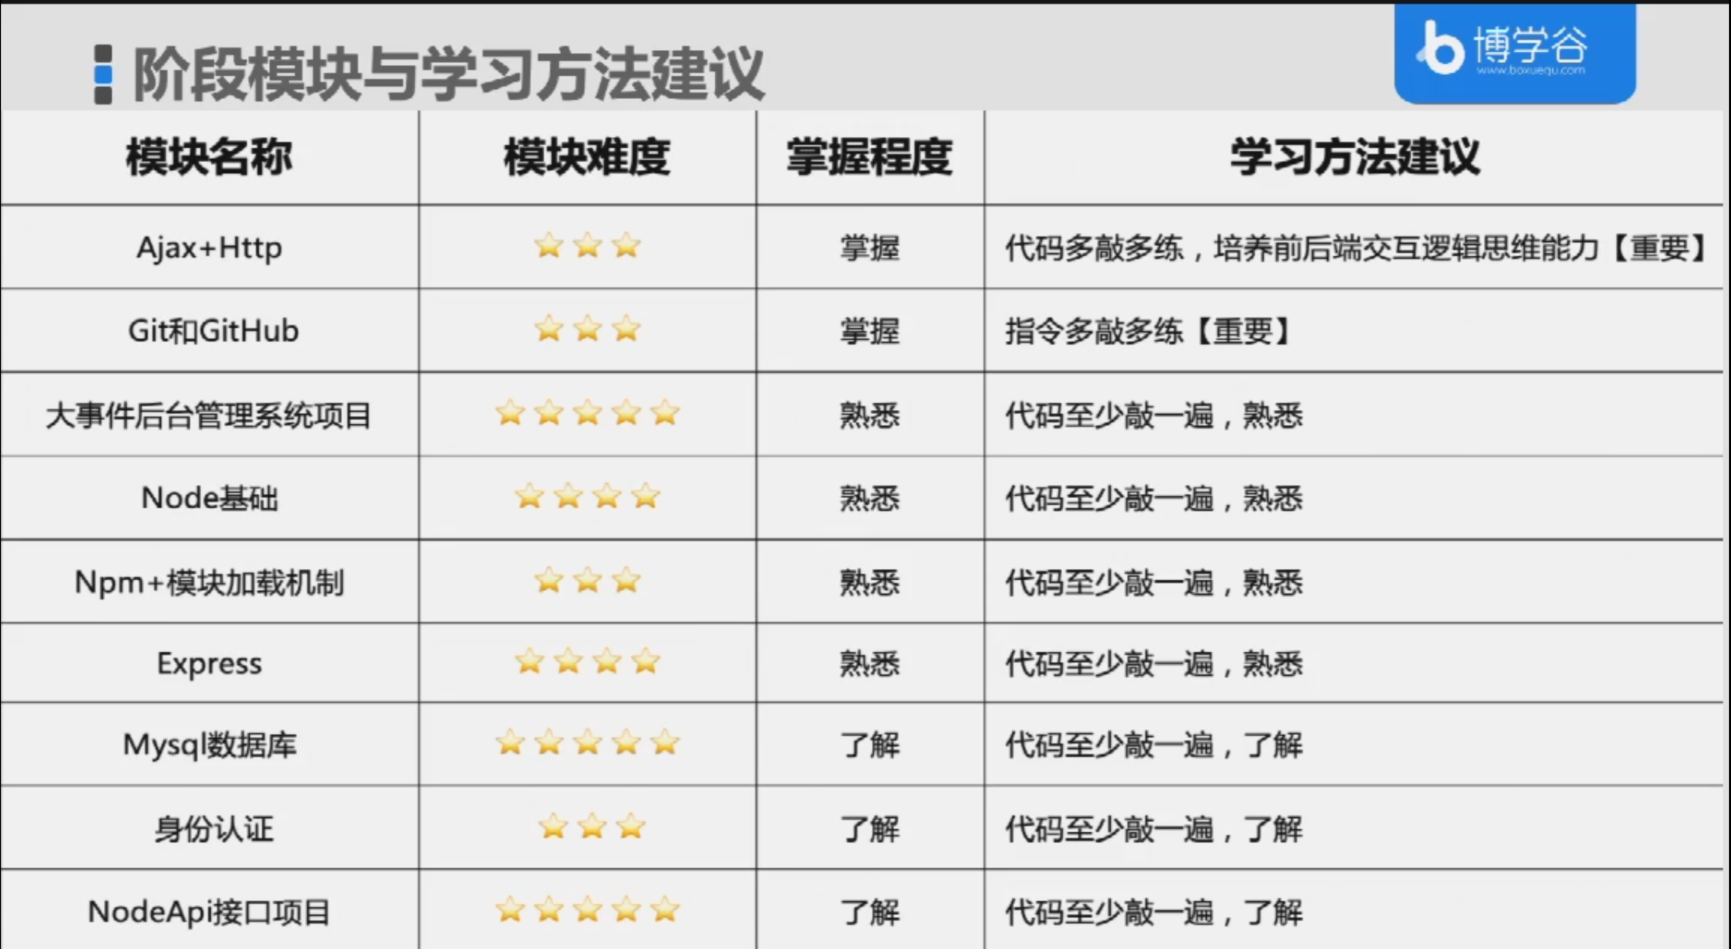 阶段模块与学习方法建议
博学谷
www.boxuegu.com
模块名称 模块难度 掌握程度 学习方法建议
Ajax+Http 掌握 代码多敲多练，培养前后端交互逻辑思维能力【重要】
Git和GitHub 掌握 指令多敲多练【重要】
大事件后台管理系统项目 熟悉 代码至少敲一遍，熟悉
Node基础 熟悉 代码至少敲一遍，熟悉
Npm+模块加载机制 熟悉 代码至少敲一遍，熟悉
Express 熟悉 代码至少敲一遍，熟悉
Mysql数据库 了解 代码至少敲一遍，了解
身份认证 了解 代码至少敲一遍，了解
NodeApi接口项目 了解 代码至少敲一遍，了解